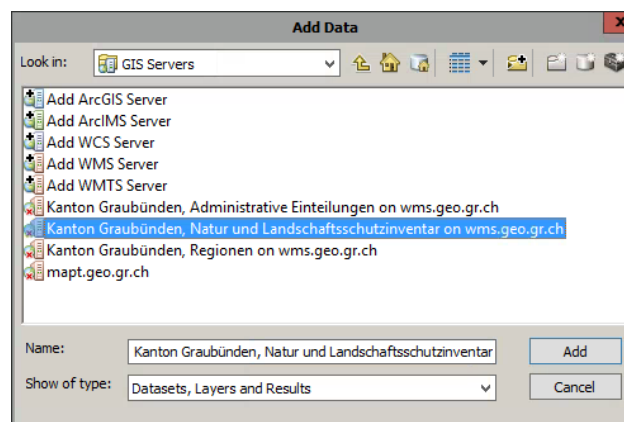 Add Data
Look in: GIS Servers
Add ArcGIS Server
Add ArcIMS Server
Add WCS Server
Add WMS Server
Add WMTS Server
Kanton Graubünden, Administrative Einteilungen on wms.geo.gr.ch
Kanton Graubünden, Natur und Landschaftsschutzinventar on wms.geo.gr.ch
Kanton Graubünden, Regionen on wms.geo.gr.ch
mapt.geo.gr.ch
Name: Kanton Graubünden, Natur und Landschaftsschutzinventar Add
Show of type: Datasets, Layers and Results Cancel